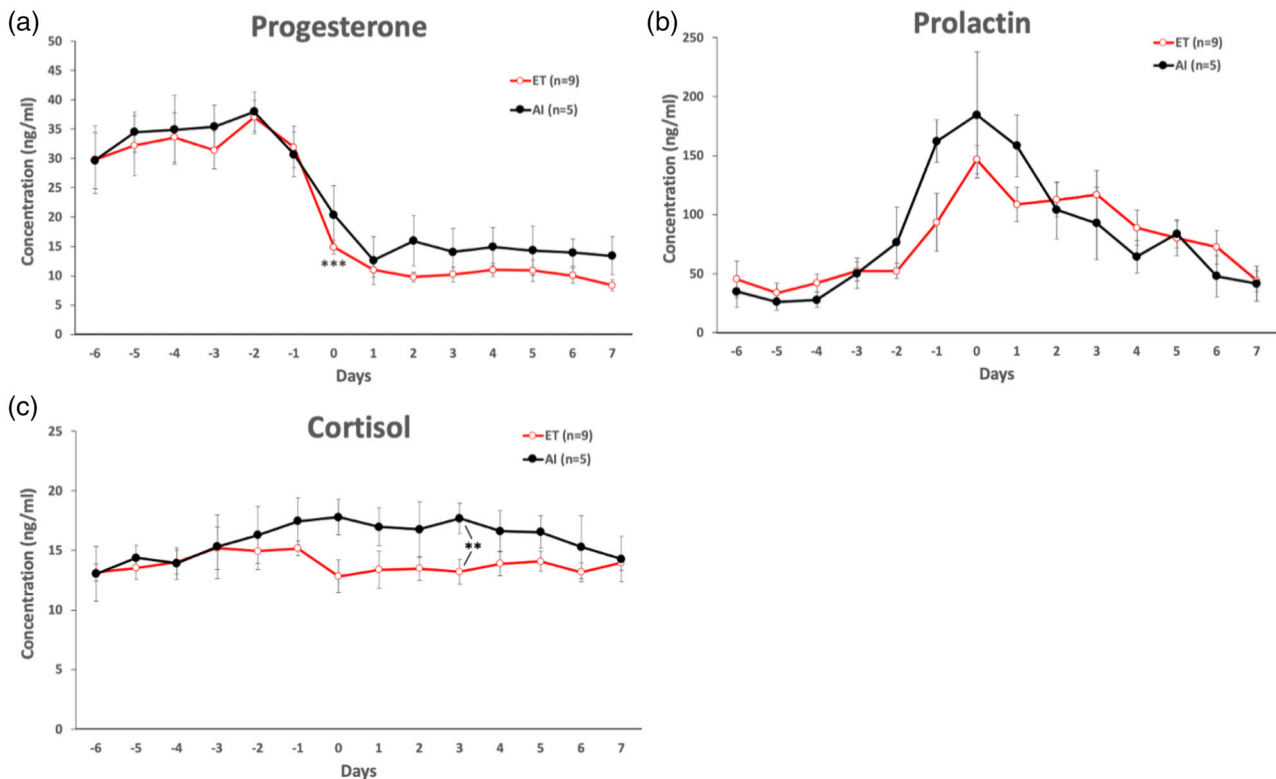 (a)
Progesterone
Concentration (ng/ml)
50
45
40
35
30
25
20
15
10
5
0
ET (n=9)
AI (n=5)
***
-6 -5 -4 -3 -2 -1 0 1 2 3 4 5 6 7
Days
(b)
Prolactin
Concentration (ng/ml)
250
200
150
100
50
0
ET (n=9)
AI (n=5)
-6 -5 -4 -3 -2 -1 0 1 2 3 4 5 6 7
Days
(c)
Cortisol
Concentration (ng/ml)
25
20
15
10
5
0
ET (n=9)
AI (n=5)
**
-6 -5 -4 -3 -2 -1 0 1 2 3 4 5 6 7
Days